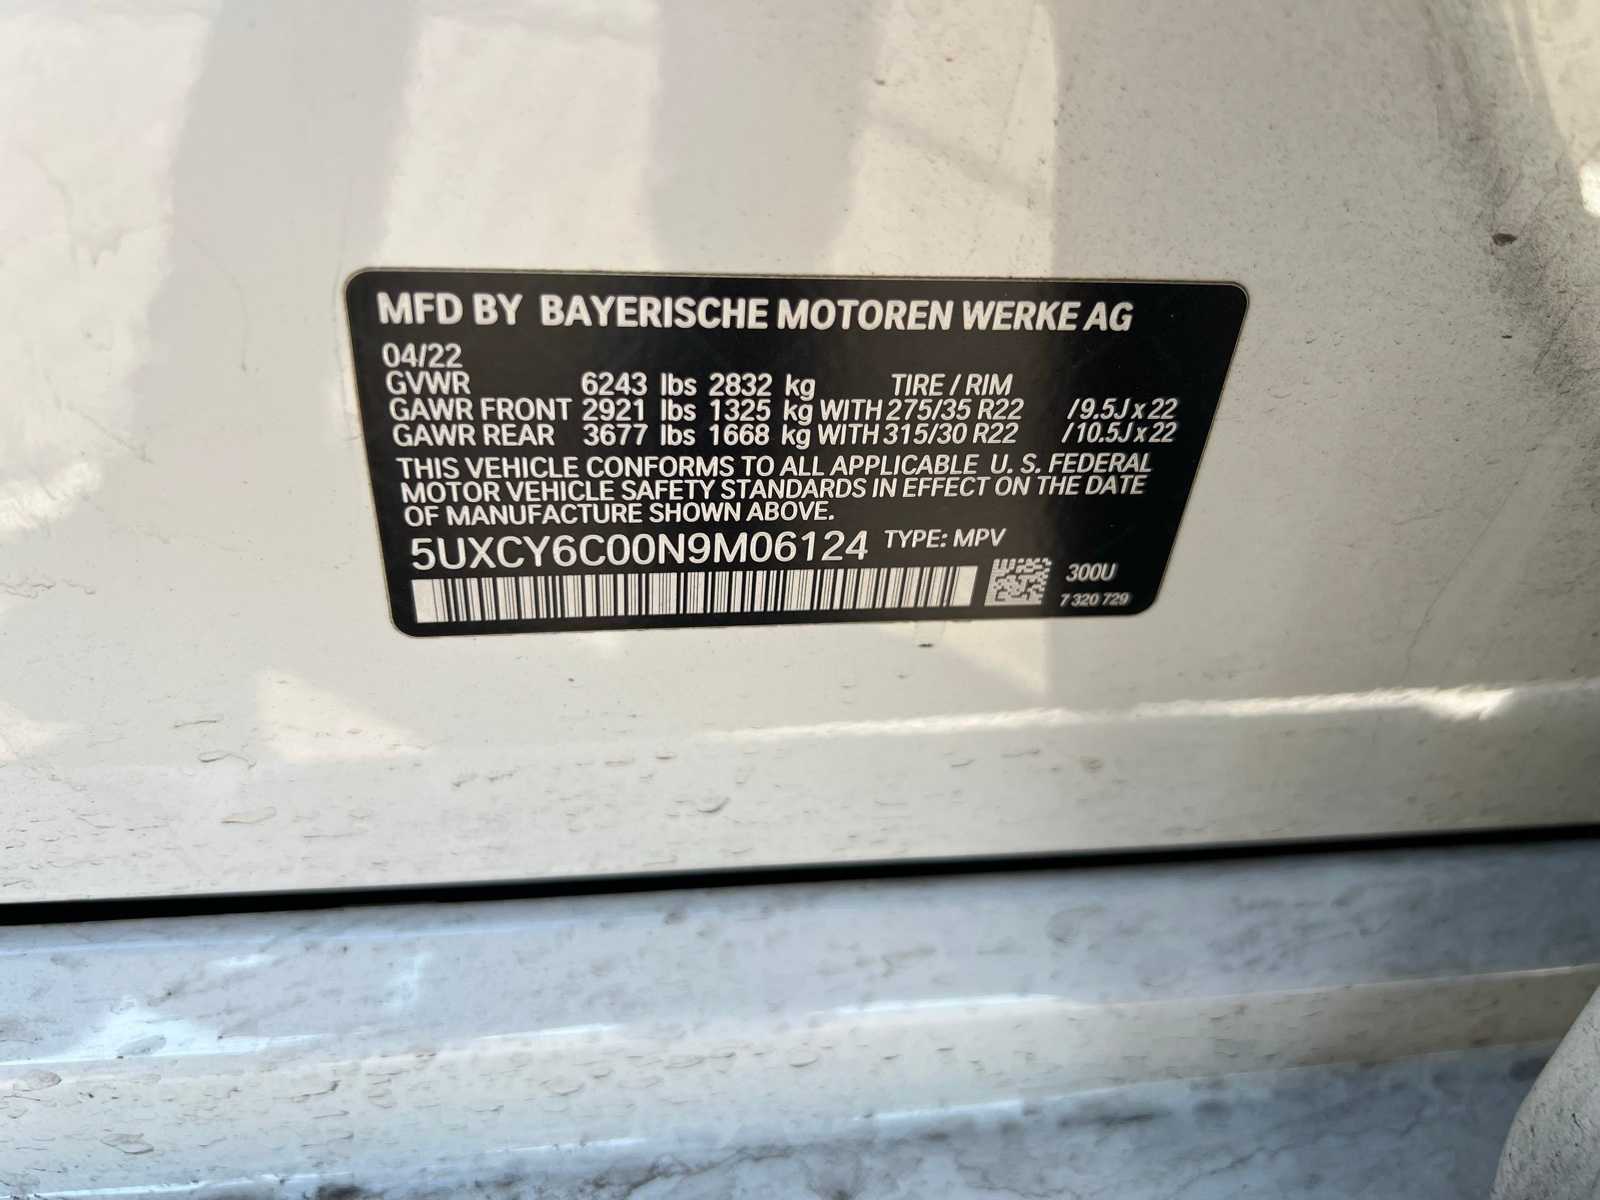 MFD BY BAYERISCHE MOTOREN WERKE AG
04/22
GVWR 6243 lbs 2832 kg TIRE / RIM
GAWR FRONT 2921 lbs 1325 kg WITH 275/35 R22 /9.5J x 22
GAWR REAR 3677 lbs 1668 kg WITH 315/30 R22 /10.5J x 22
THIS VEHICLE CONFORMS TO ALL APPLICABLE U. S. FEDERAL
MOTOR VEHICLE SAFETY STANDARDS IN EFFECT ON THE DATE
OF MANUFACTURE SHOWN ABOVE.
5UXCY6C00N9M06124 TYPE: MPV
300U
7 320 729